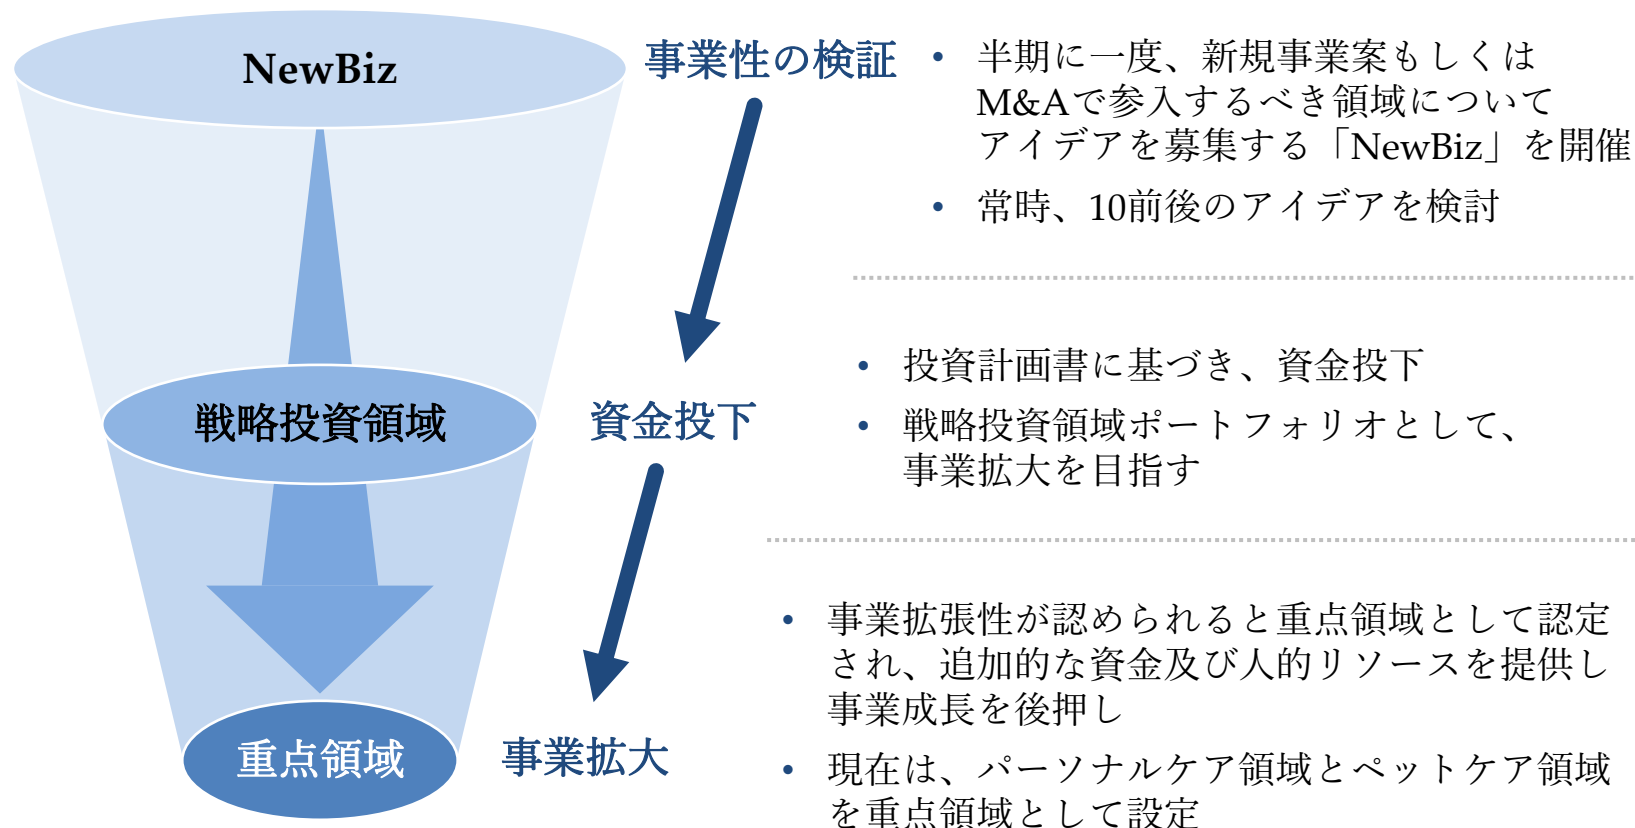 NewBiz
事業性の検証
• 半期に一度、新規事業案もしくは
M&Aで参入するべき領域について
アイデアを募集する「NewBiz」を開催
• 常時、10前後のアイデアを検討
戦略投資領域
資金投下
• 投資計画書に基づき、資金投下
• 戦略投資領域ポートフォリオとして、
事業拡大を目指す
重点領域
事業拡大
• 事業拡張性が認められると重点領域として認定
され、追加的な資金及び人的リソースを提供し
事業成長を後押し
• 現在は、パーソナルケア領域とペットケア領域
を重点領域として設定